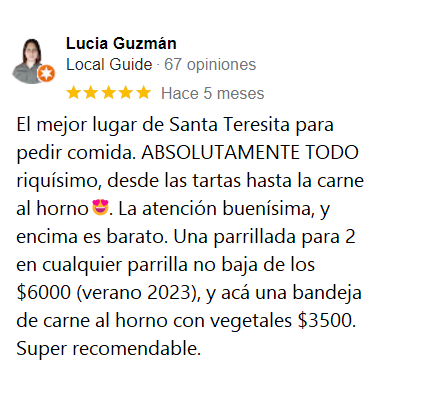 Lucia Guzmán
Local Guide · 67 opiniones
Hace 5 meses
El mejor lugar de Santa Teresita para
pedir comida. ABSOLUTAMENTE TODO
riquísimo, desde las tartas hasta la carne
al horno😍. La atención buenísima, y
encima es barato. Una parrillada para 2
en cualquier parrilla no baja de los
$6000 (verano 2023), y acá una bandeja
de carne al horno con vegetales $3500.
Super recomendable.